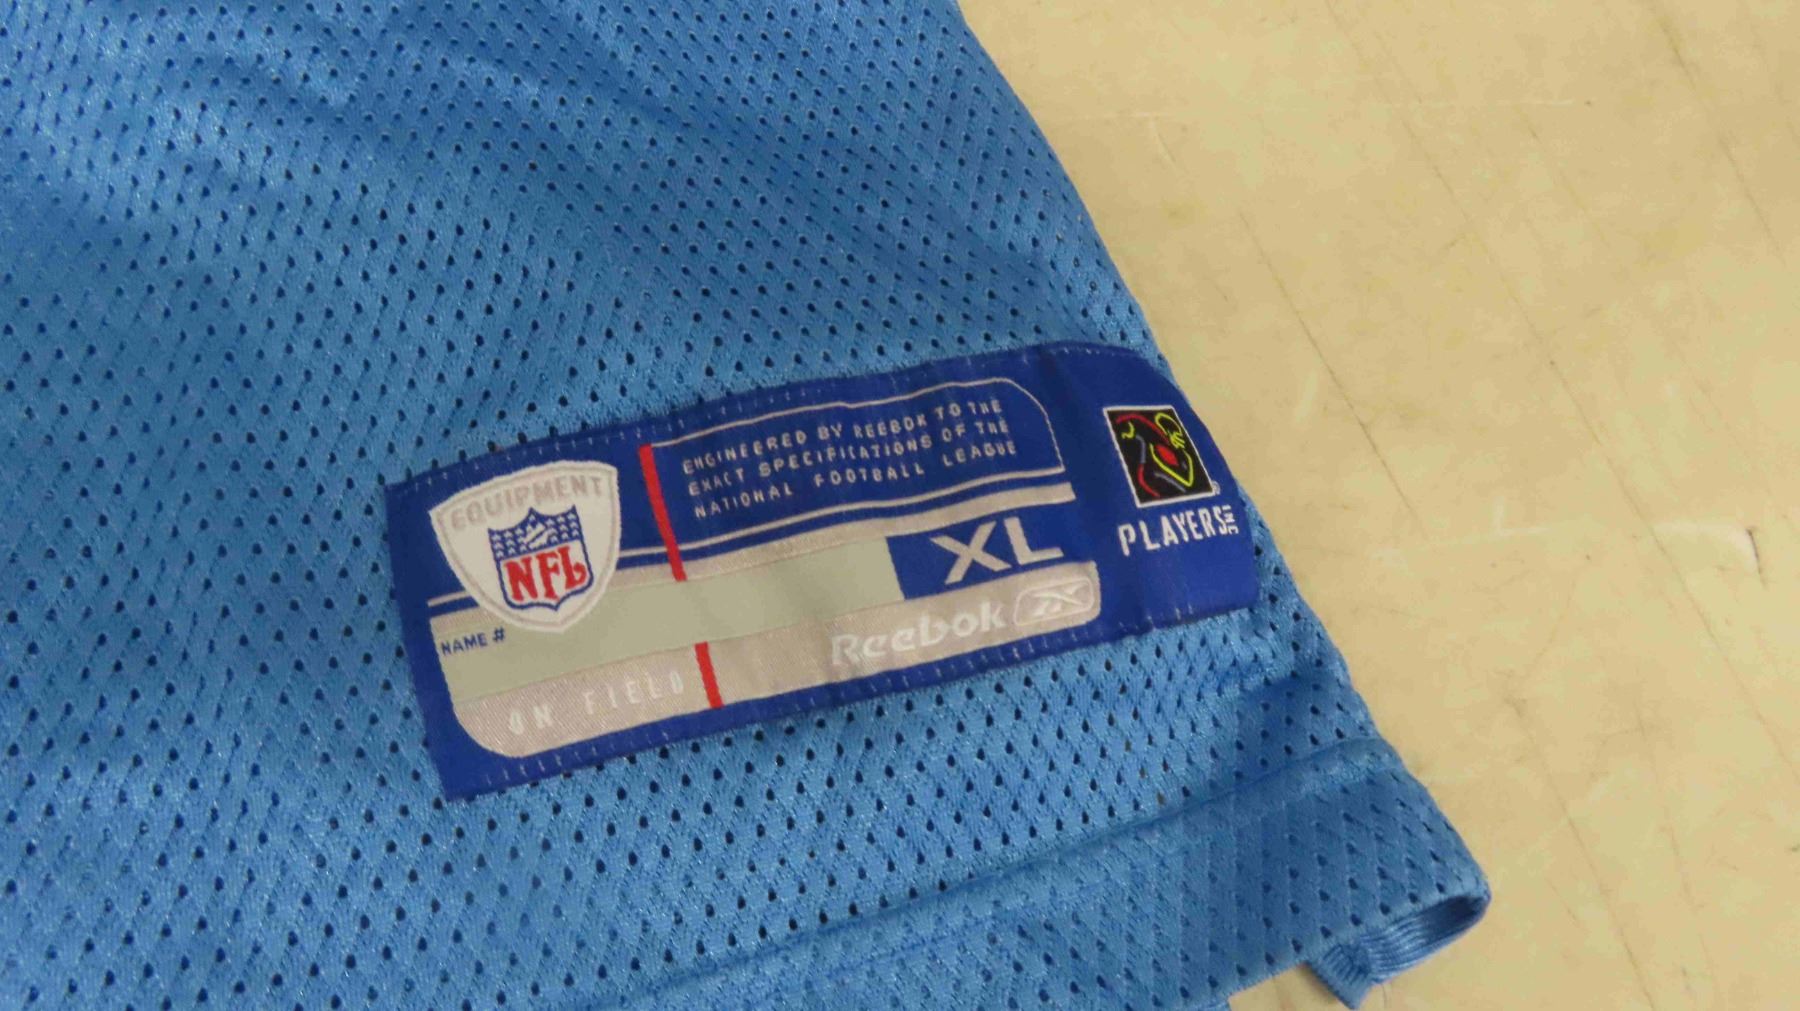 EQUIPMENT
NFL
ENGINEERED BY REEBOK TO THE
EXACT SPECIFICATIONS OF THE
NATIONAL FOOTBALL LEAGUE
XL
NAME #
Reebok
ON FIELD
PLAYERS INC